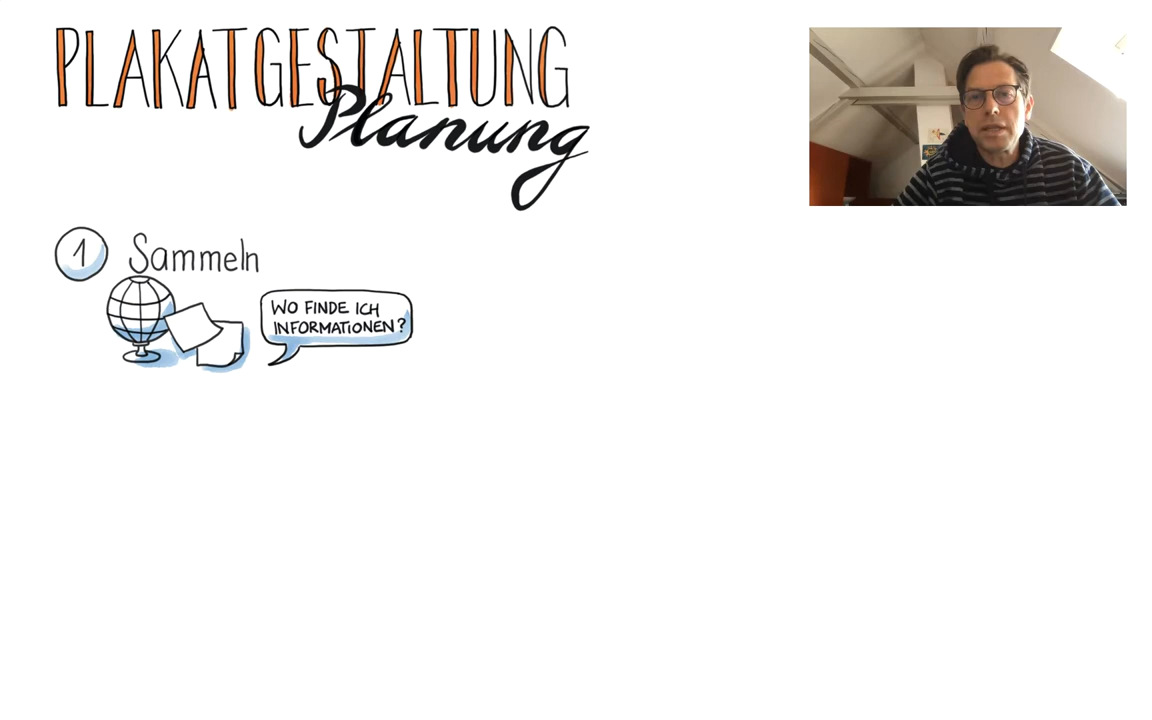 PLAKATGESTALTUNG
Planung
1 Sammeln
WO FINDE ICH
INFORMATIONEN?